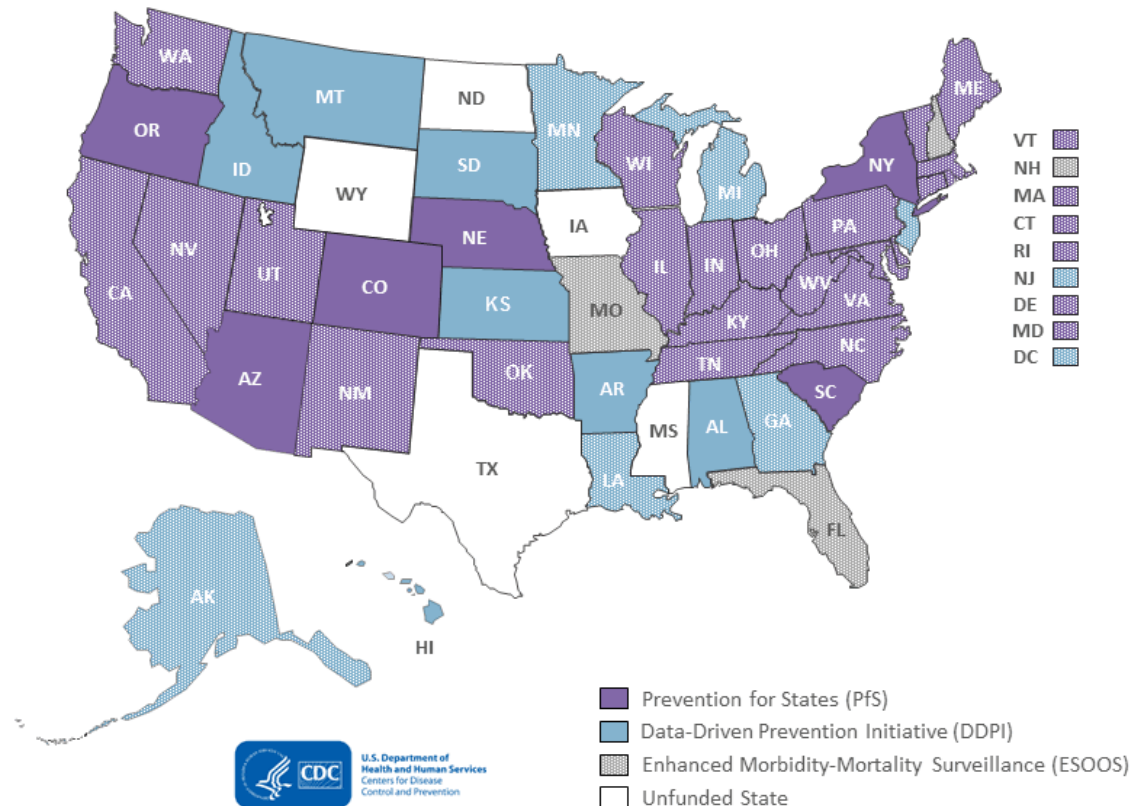 WA
MT
ND
MN
ME
OR
ID
SD
WI
MI
NY
VT
NH
MA
CT
RI
NJ
DE
MD
DC
WY
IA
NE
PA
NV
UT
CO
IL
IN
OH
CA
KS
MO
WV
VA
KY
NC
AZ
NM
OK
AR
TN
SC
TX
MS
AL
GA
LA
FL
AK
HI
Prevention for States (PfS)
Data-Driven Prevention Initiative (DDPI)
Enhanced Morbidity-Mortality Surveillance (ESOOS)
Unfunded State
CDC
U.S. Department of
Health and Human Services
Centers for Disease
Control and Prevention